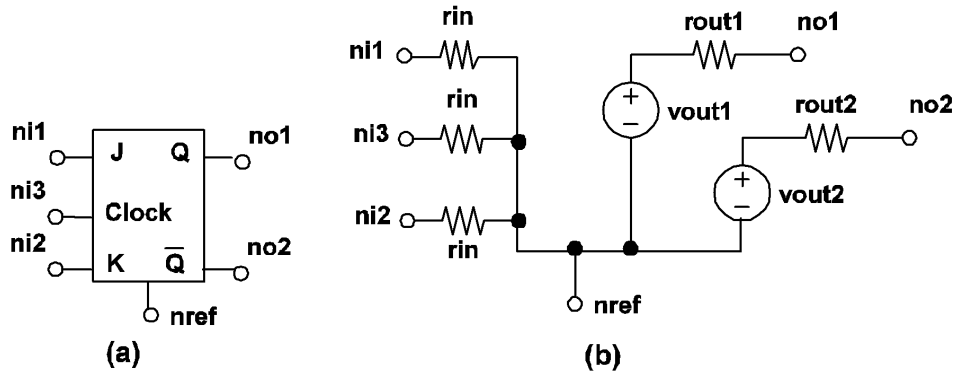 ni1
J
Q
no1
ni3
Clock
ni2
K
Q̅
no2
nref
(a)
rin
ni1
rin
ni3
ni2
rin
nref
vout1
rout1
no1
rout2
no2
vout2
(b)